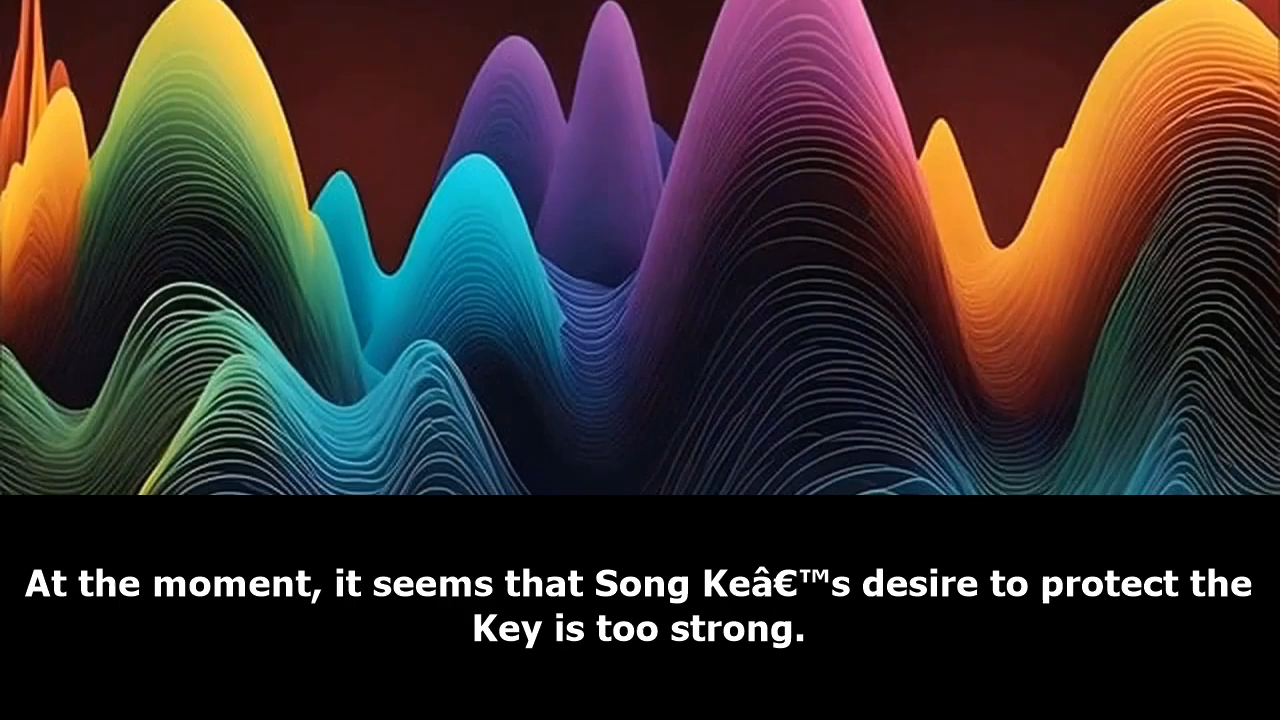 At the moment, it seems that Song Keâ€™s desire to protect the
Key is too strong.